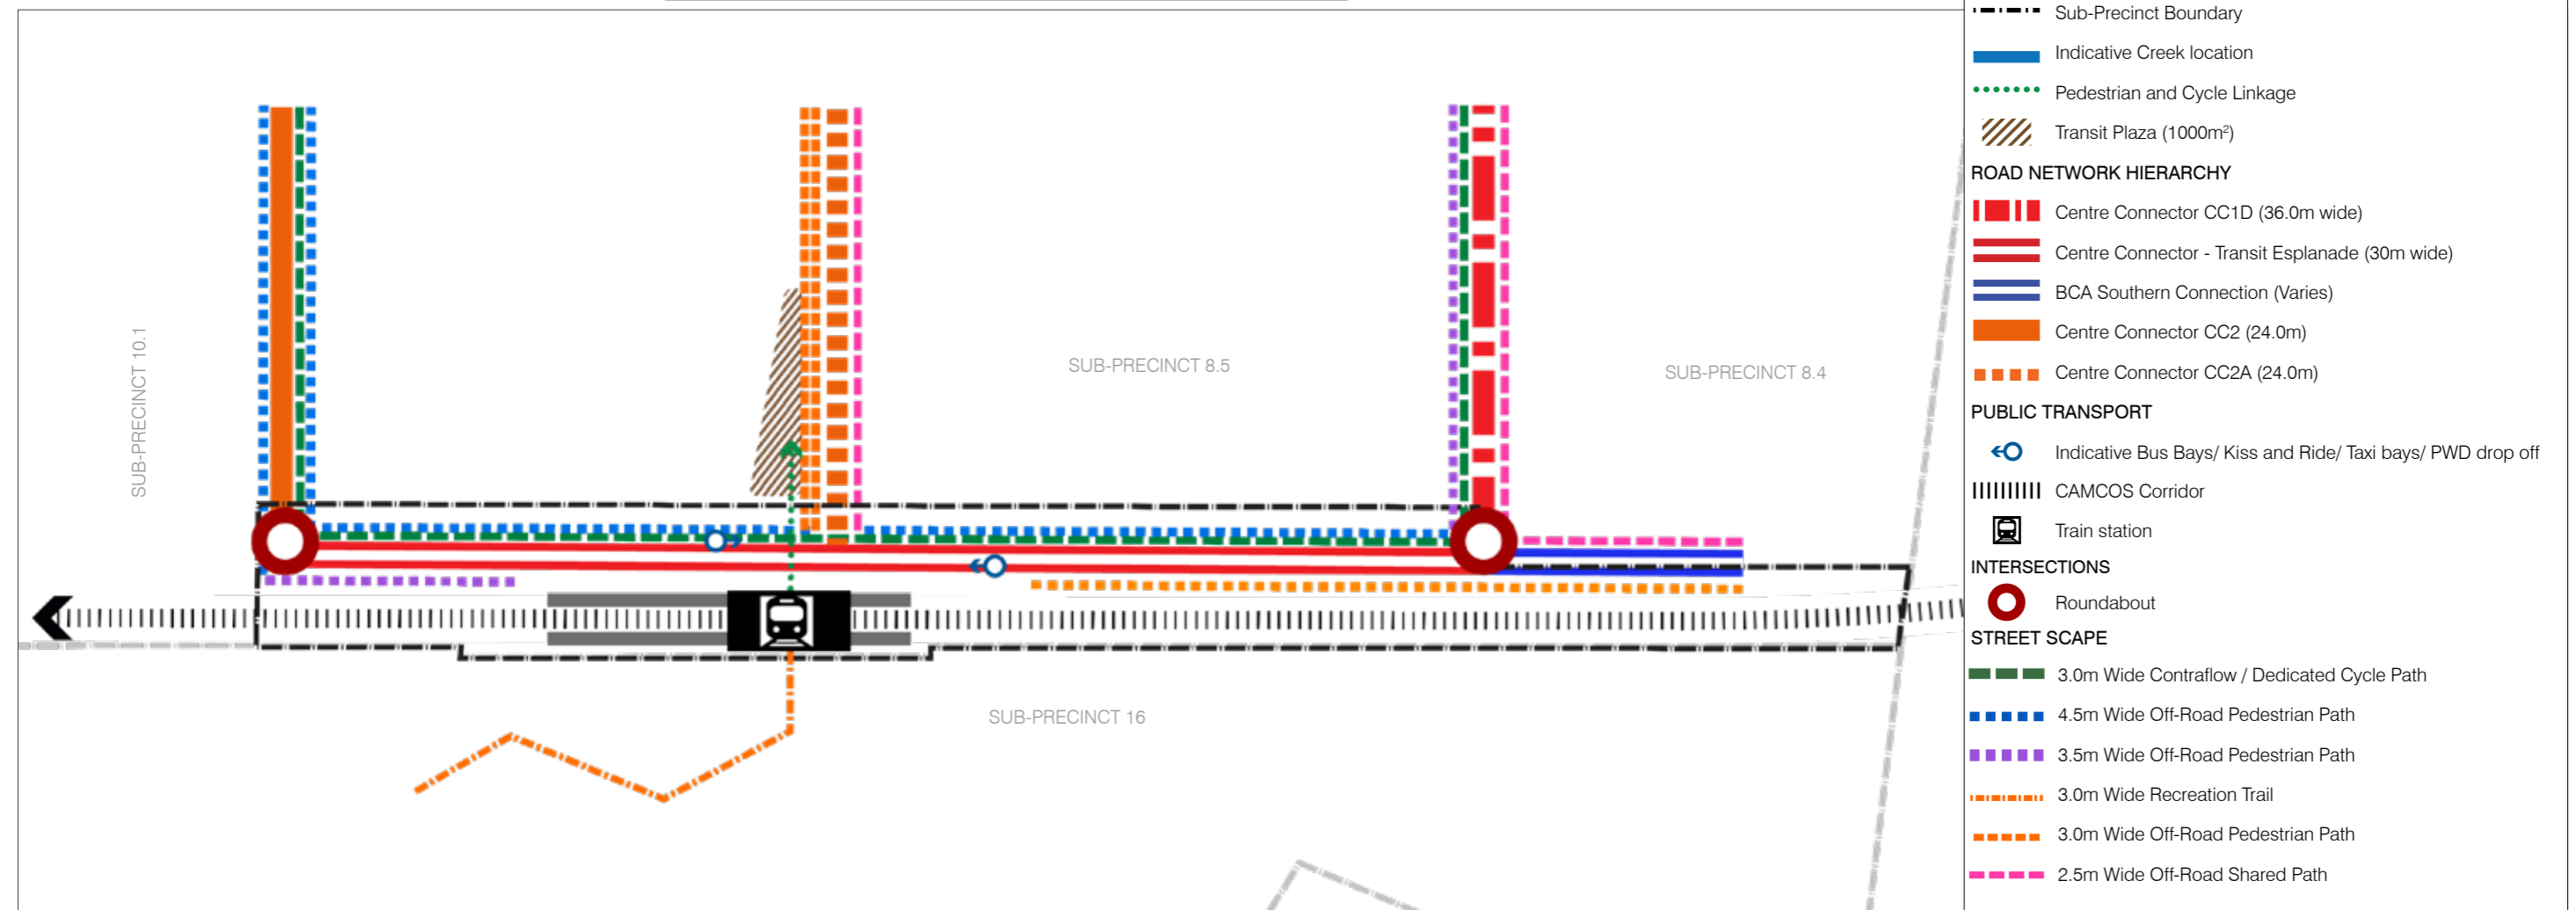 SUB-PRECINCT 10.1
SUB-PRECINCT 8.5
SUB-PRECINCT 8.4
SUB-PRECINCT 16
Sub-Precinct Boundary
Indicative Creek location
Pedestrian and Cycle Linkage
Transit Plaza (1000m²)
ROAD NETWORK HIERARCHY
Centre Connector CC1D (36.0m wide)
Centre Connector - Transit Esplanade (30m wide)
BCA Southern Connection (Varies)
Centre Connector CC2 (24.0m)
Centre Connector CC2A (24.0m)
PUBLIC TRANSPORT
Indicative Bus Bays/ Kiss and Ride/ Taxi bays/ PWD drop off
CAMCOS Corridor
Train station
INTERSECTIONS
Roundabout
STREET SCAPE
3.0m Wide Contraflow / Dedicated Cycle Path
4.5m Wide Off-Road Pedestrian Path
3.5m Wide Off-Road Pedestrian Path
3.0m Wide Recreation Trail
3.0m Wide Off-Road Pedestrian Path
2.5m Wide Off-Road Shared Path